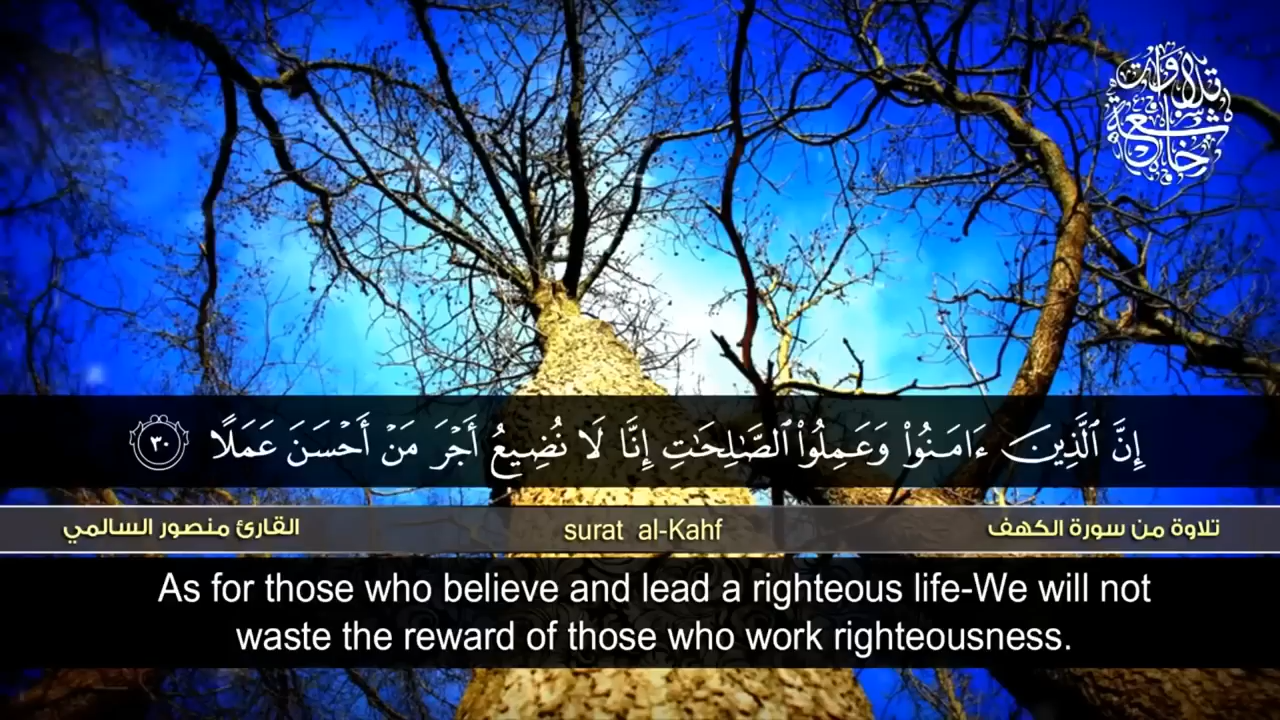 تلاوات
خاشعة
إِنَّ ٱلَّذِينَ ءَامَنُوا۟ وَعَمِلُوا۟ ٱلصَّـٰلِحَـٰتِ إِنَّا لَا نُضِيعُ أَجْرَ مَنْ أَحْسَنَ عَمَلًا ٣٠
تلاوة من سورة الكهف
surat al-Kahf
القارئ منصور السالمي
As for those who believe and lead a righteous life-We will not
waste the reward of those who work righteousness.